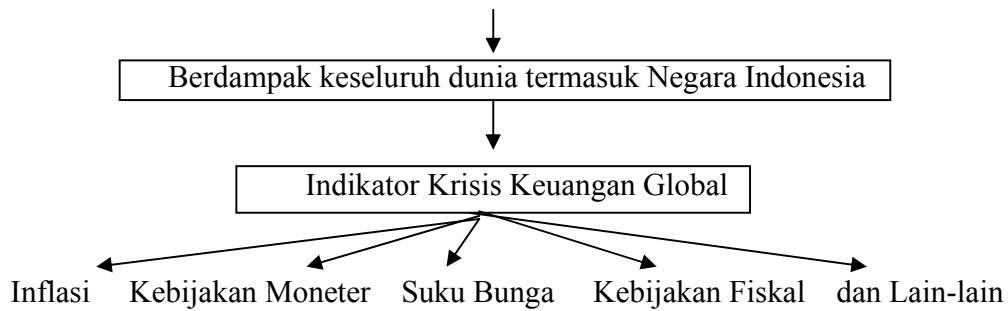 Berdampak keseluruh dunia termasuk Negara Indonesia
Indikator Krisis Keuangan Global
Inflasi Kebijakan Moneter Suku Bunga Kebijakan Fiskal dan Lain-lain